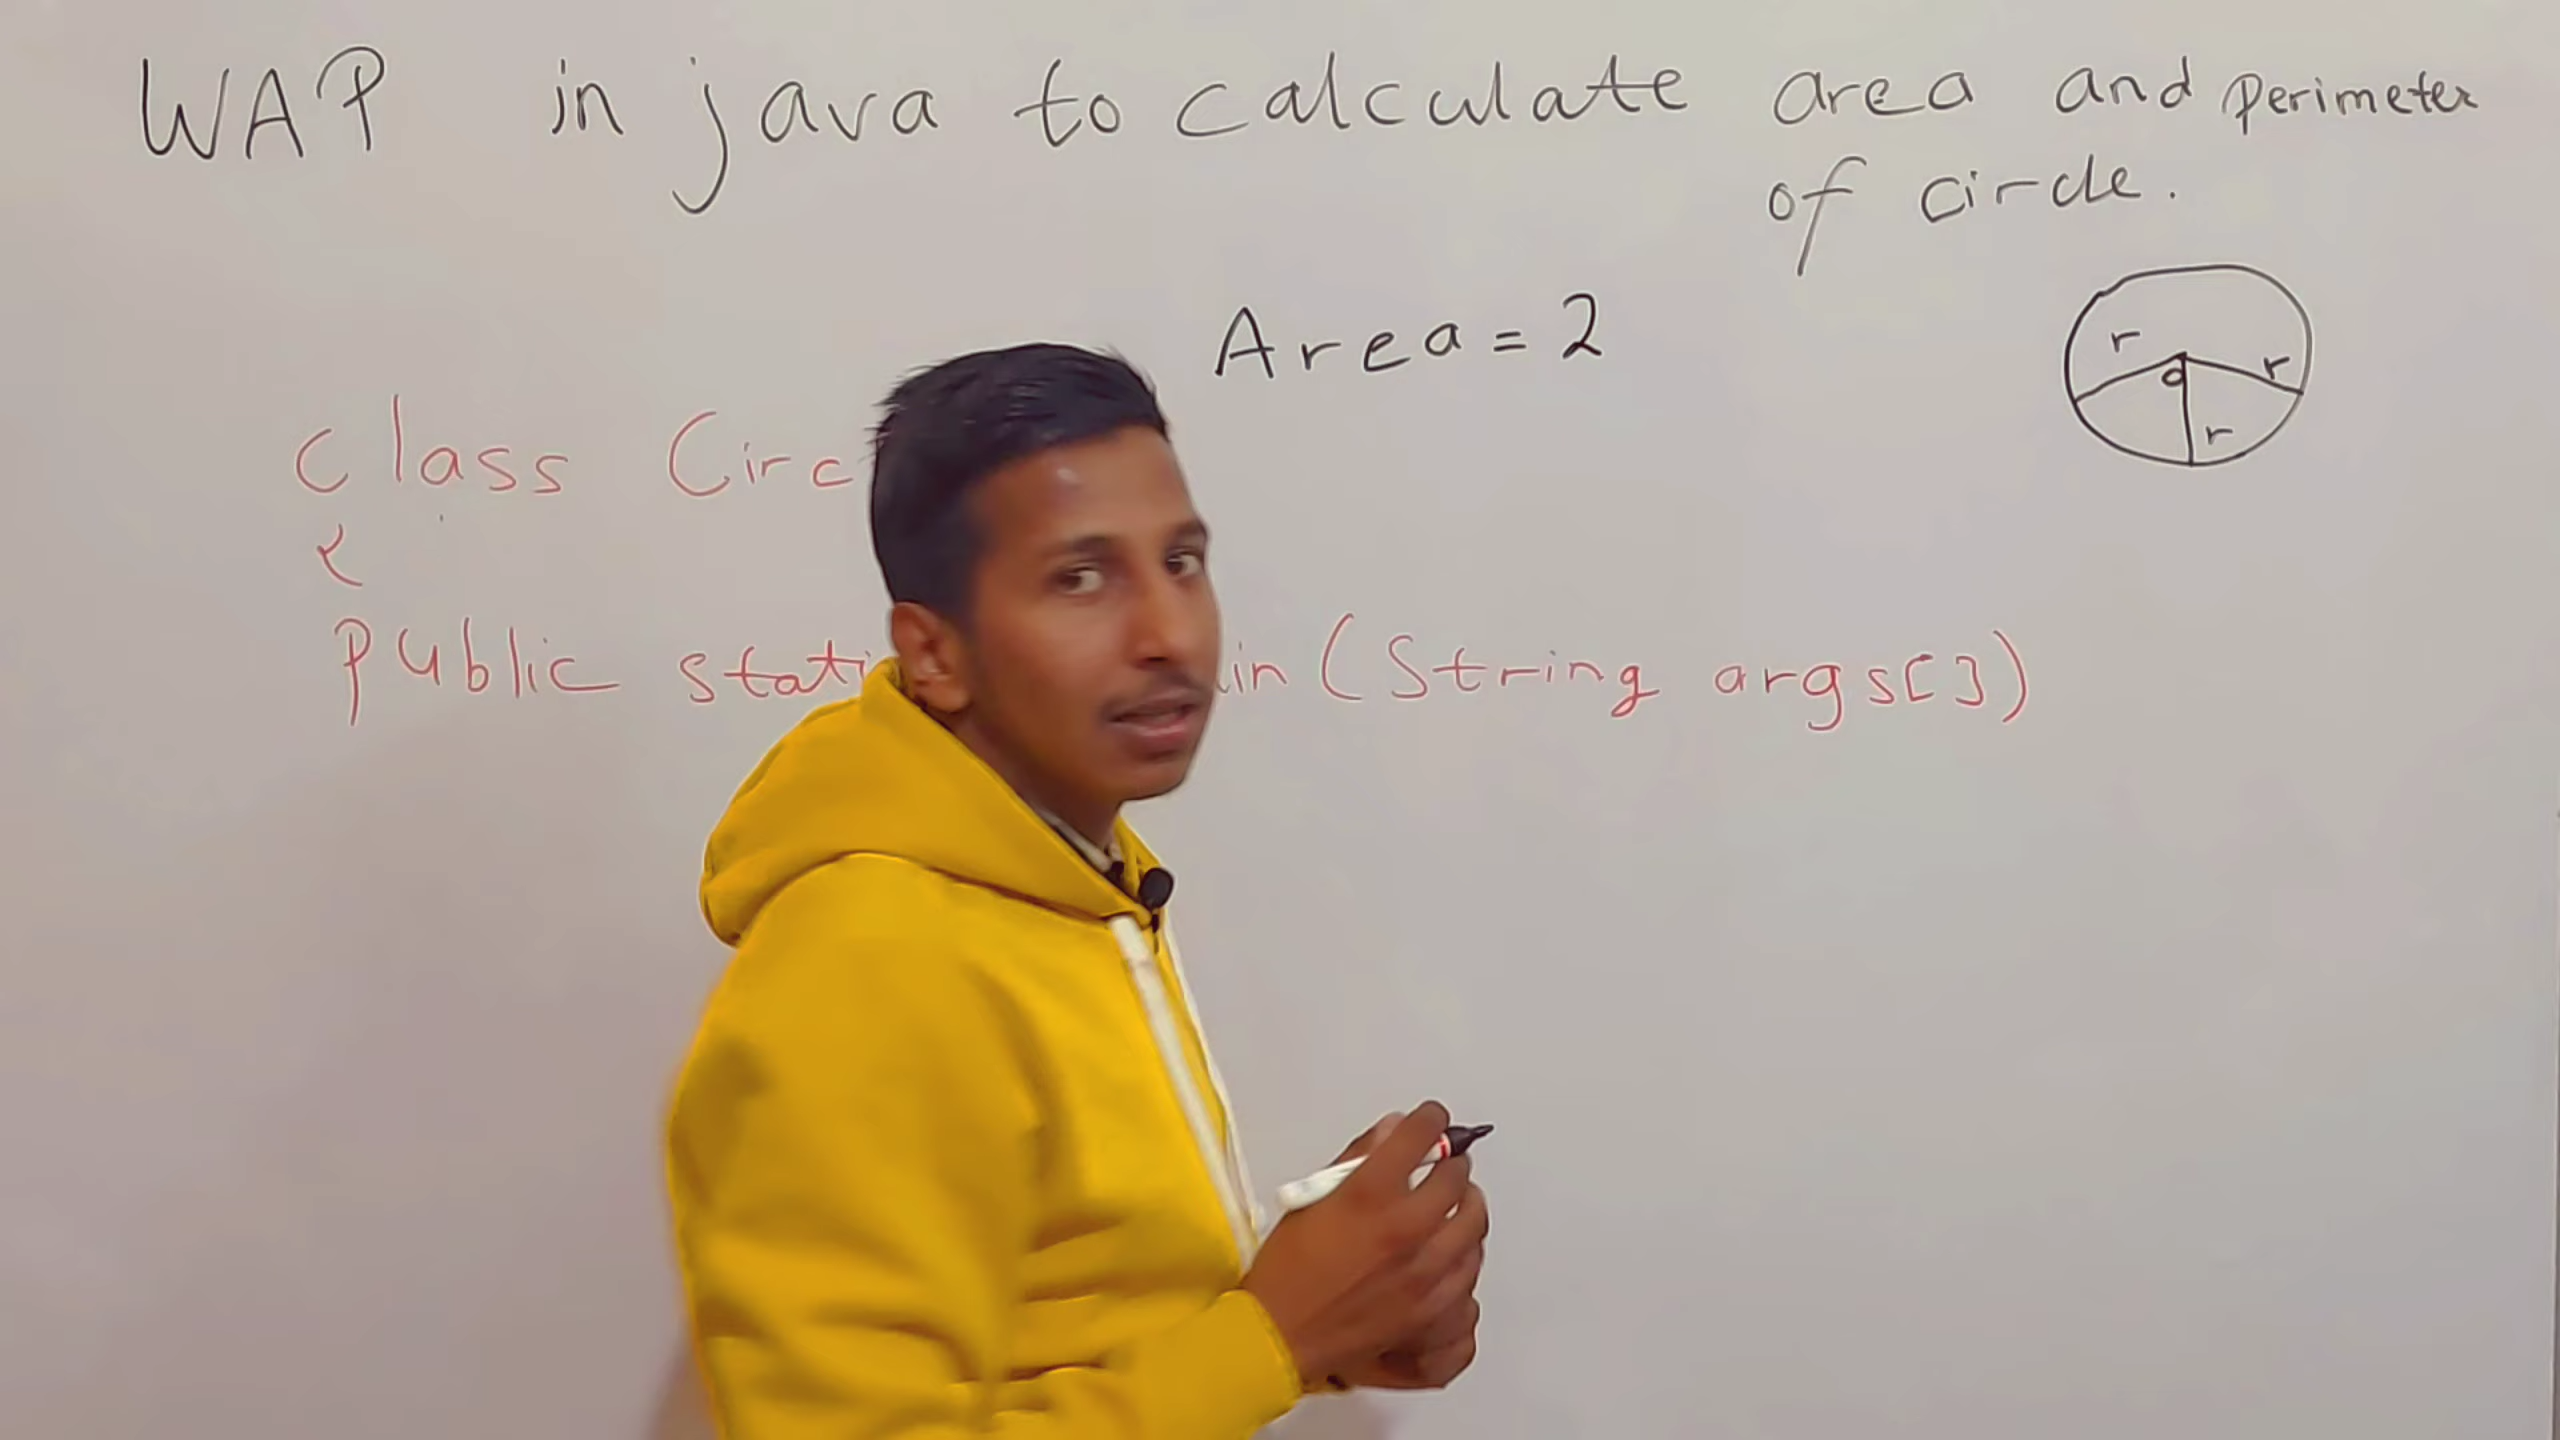 WAP in java to calculate area and perimeter
of circle.
Area = 2
r r
o
r
class Circ
{
public stati in (String args[])